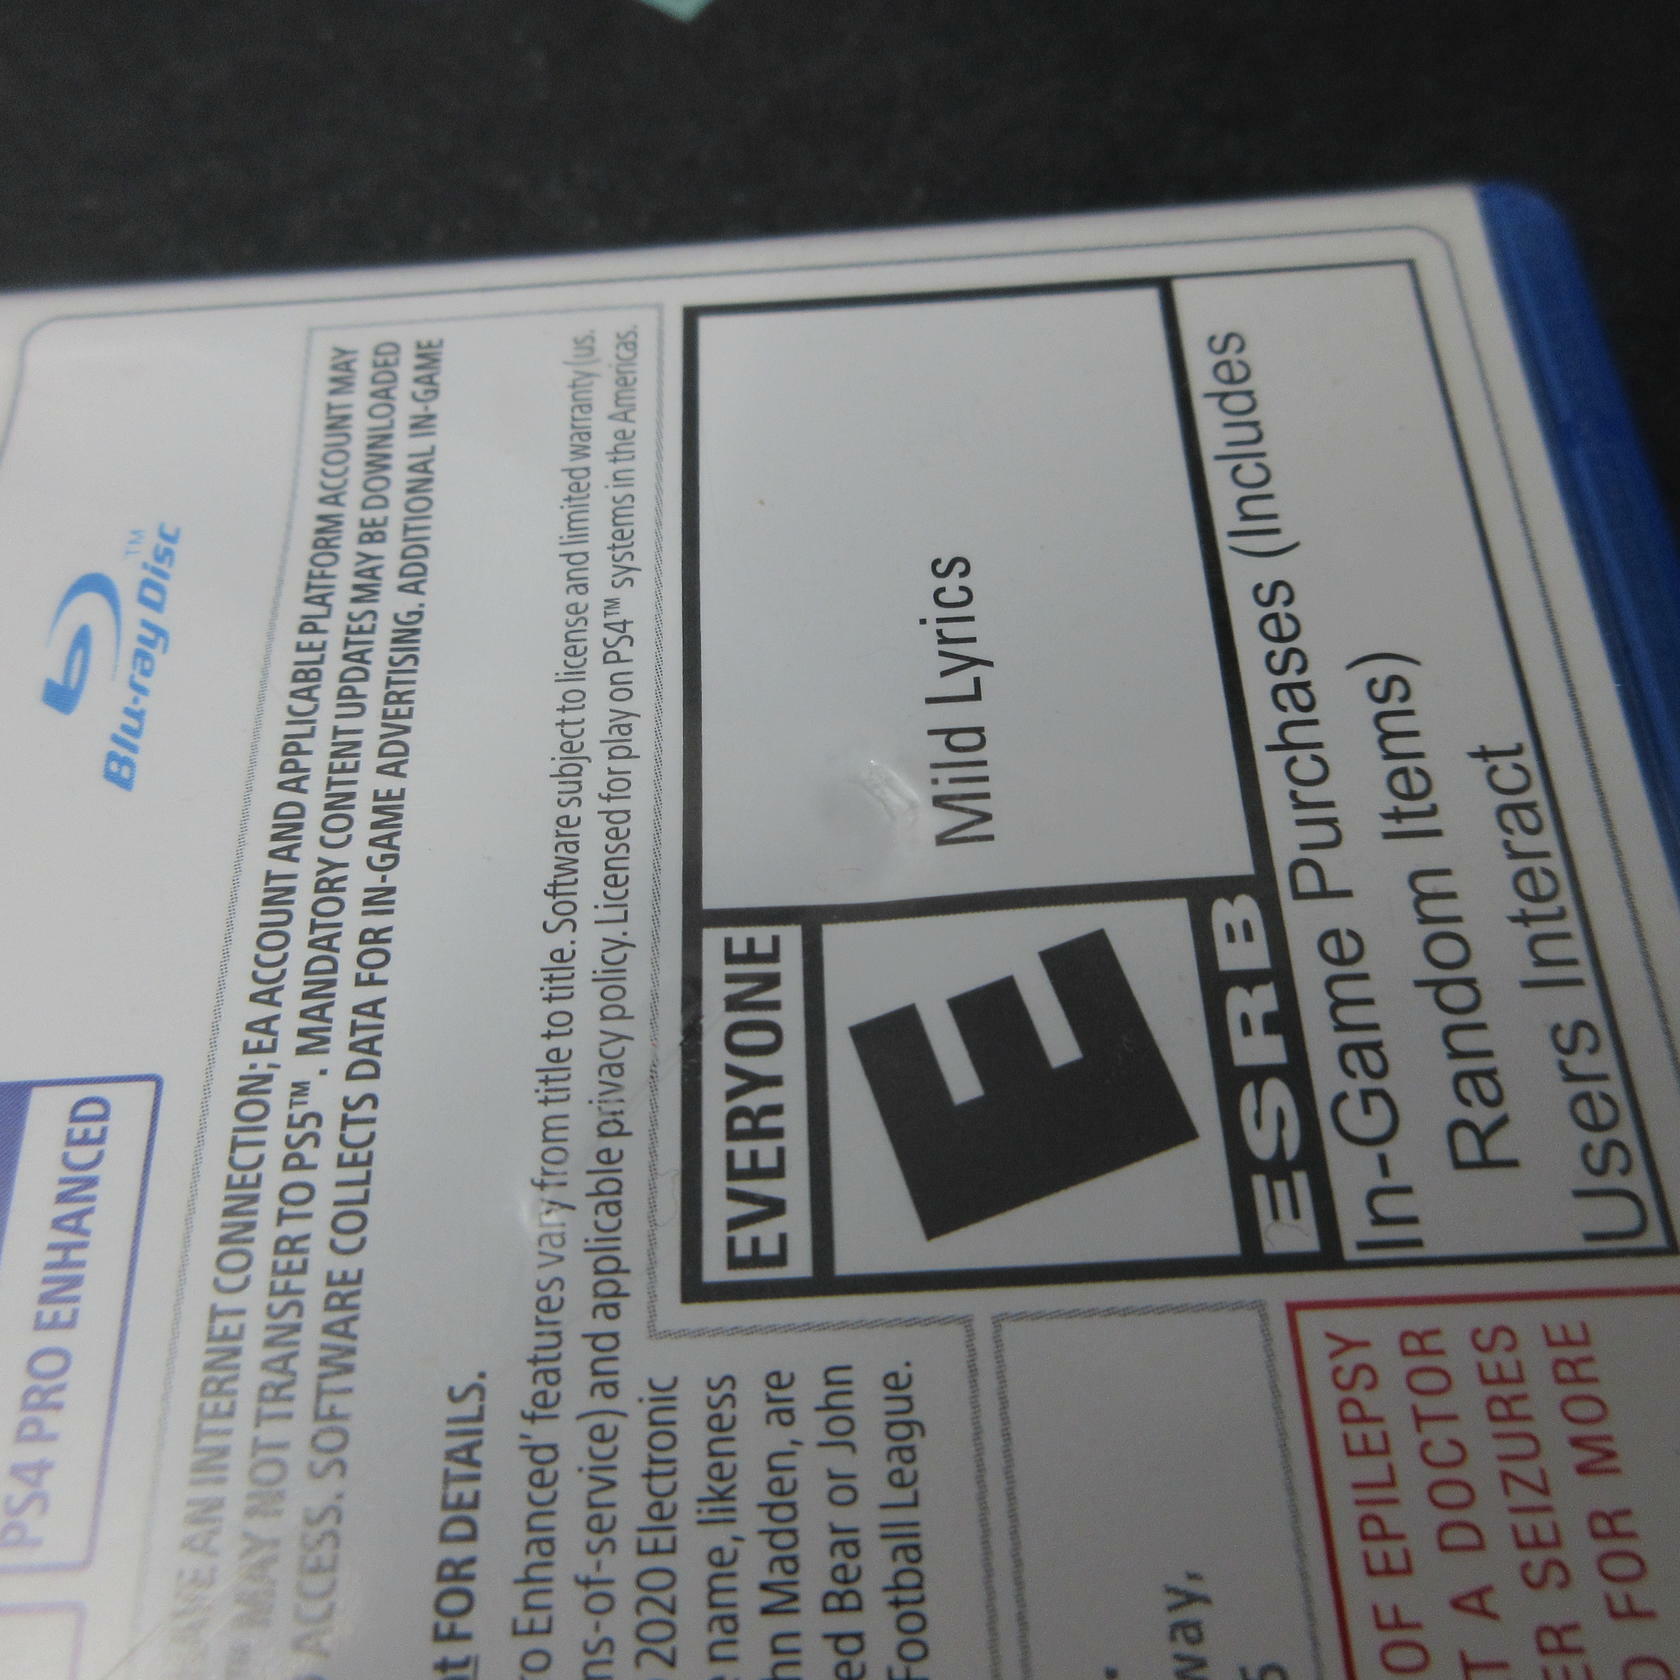 PS4 PRO ENHANCED
Blu-ray Disc™
AN INTERNET CONNECTION; EA ACCOUNT AND APPLICABLE PLATFORM ACCOUNT MAY
MAY NOT TRANSFER TO PS5™. MANDATORY CONTENT UPDATES MAY BE DOWNLOADED
ACCESS. SOFTWARE COLLECTS DATA FOR IN-GAME ADVERTISING. ADDITIONAL IN-GAME
FOR DETAILS.
Enhanced' features vary from title to title. Software subject to license and limited warranty (us.
ns-of-service) and applicable privacy policy. Licensed for play on PS4™ systems in the Americas.
2020 Electronic
name, likeness
hn Madden, are
ed Bear or John
Football League.
way,
EVERYONE
E
ESRB
Mild Lyrics
In-Game Purchases (Includes
Random Items)
Users Interact
OF EPILEPSY
T A DOCTOR
ER SEIZURES
FOR MORE